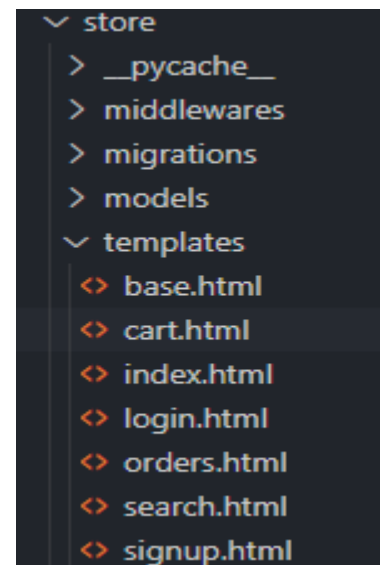 store
__pycache__
middlewares
migrations
models
templates
base.html
cart.html
index.html
login.html
orders.html
search.html
signup.html